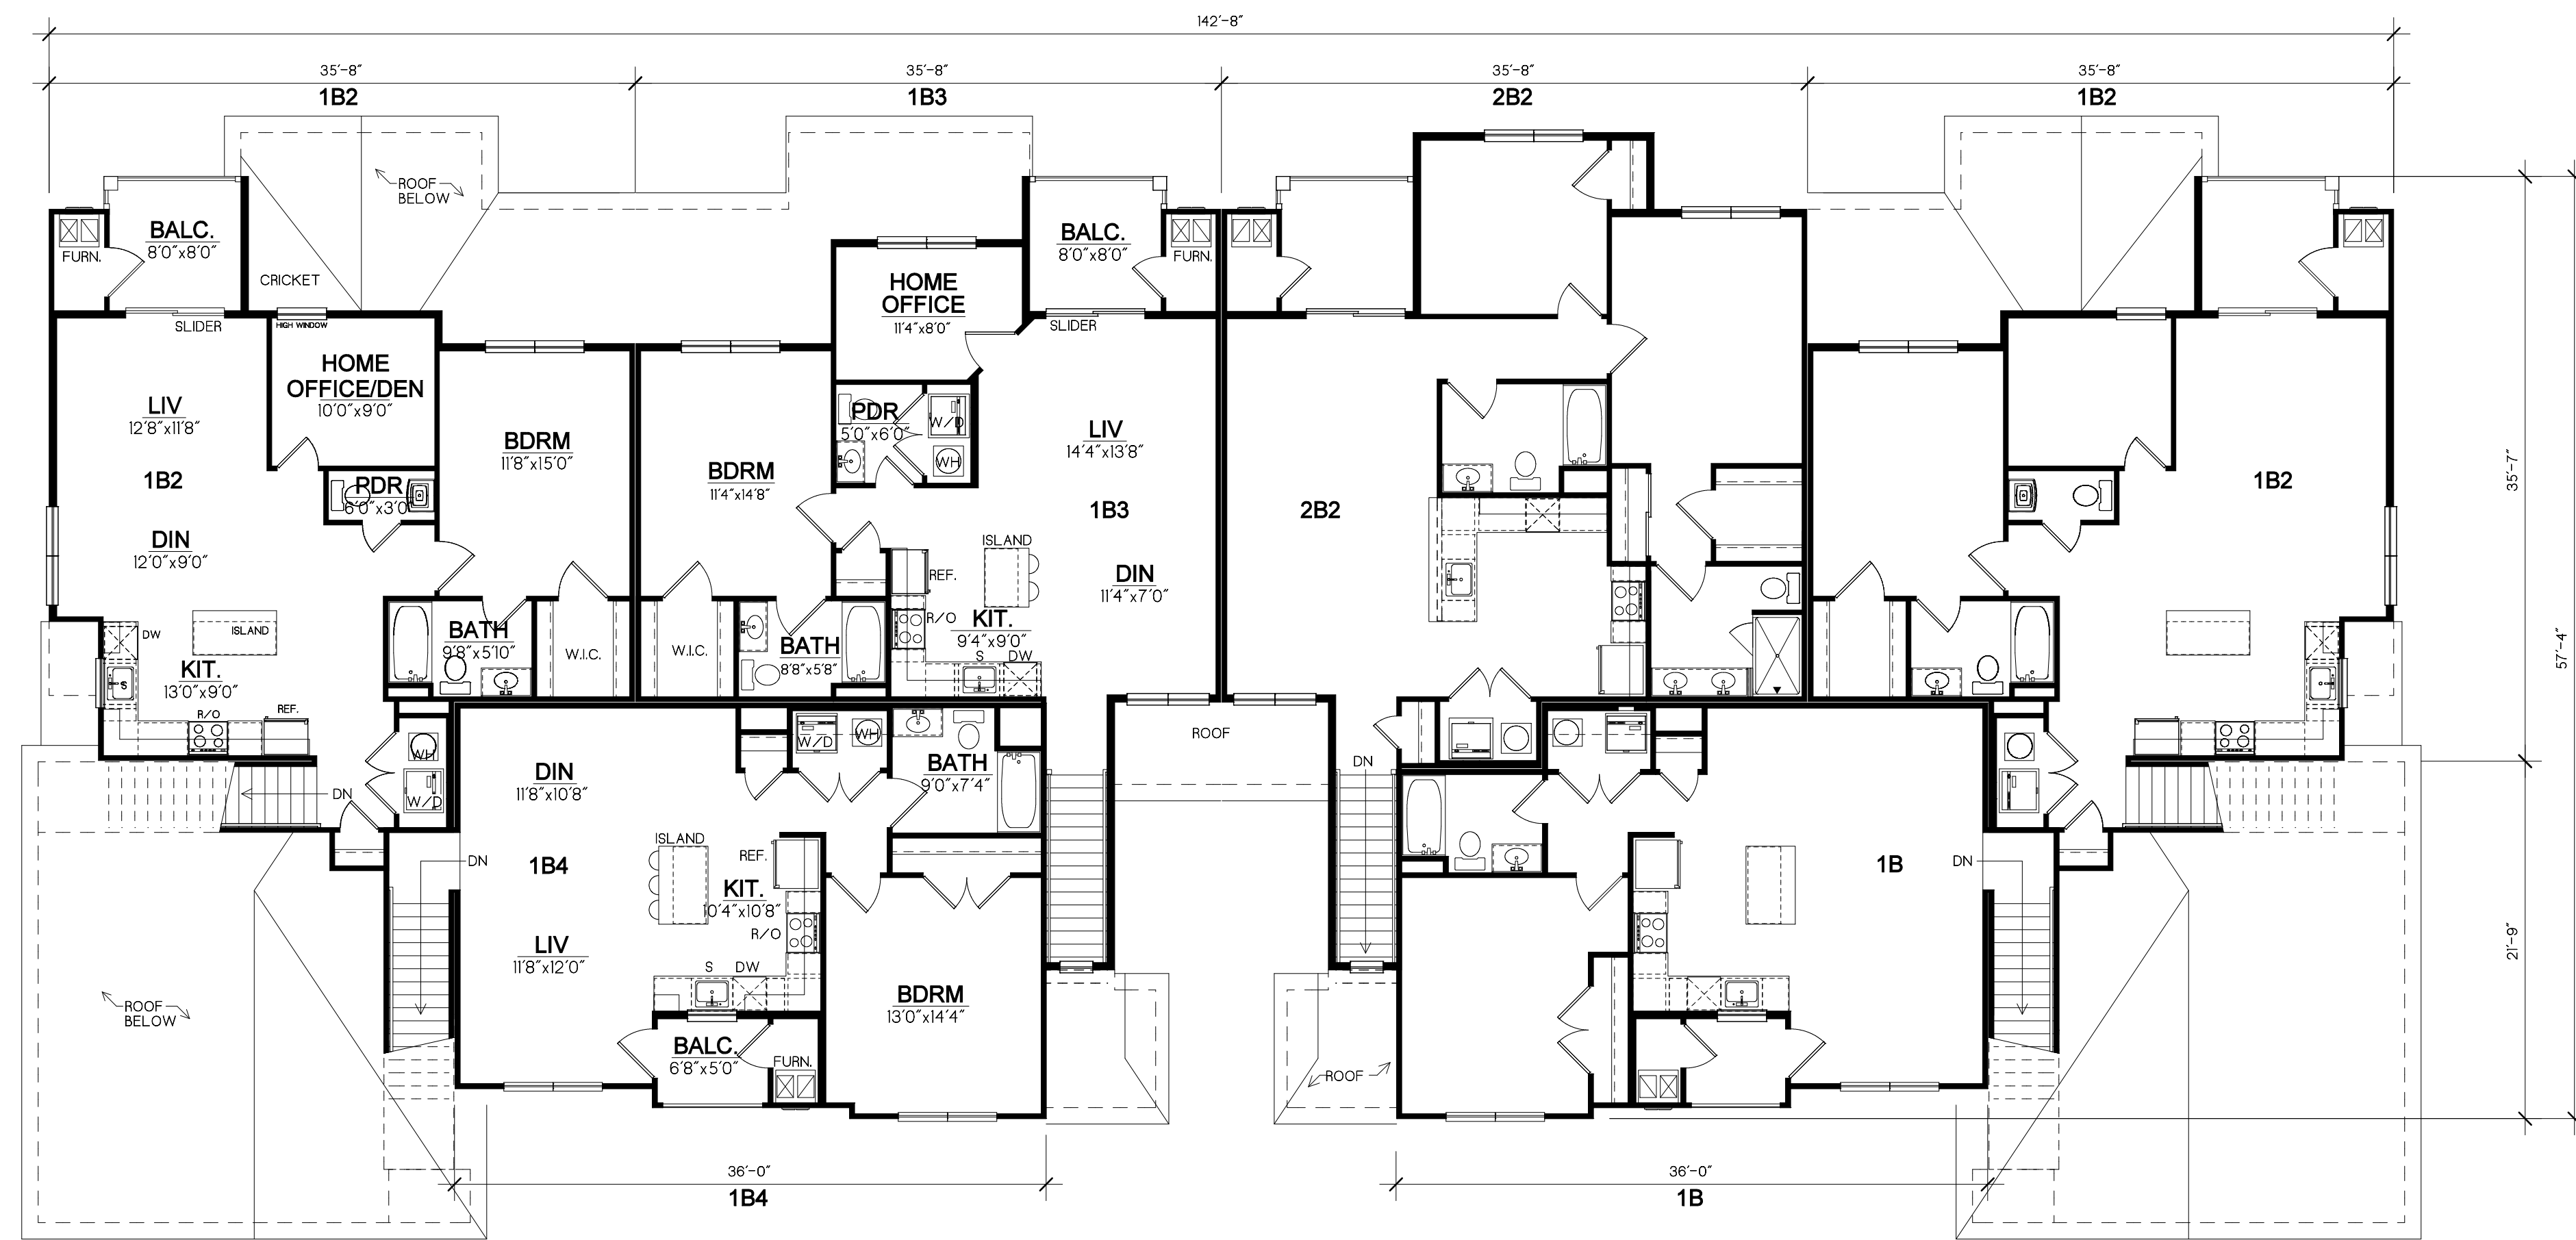 142'-8"
35'-8"
35'-8"
35'-8"
35'-8"
1B2
1B3
2B2
1B2
ROOF
BELOW
BALC.
8'0"x8'0"
FURN.
CRICKET
SLIDER
HIGH WINDOW
HOME
OFFICE/DEN
10'0"x9'0"
LIV
12'8"x11'8"
1B2
DIN
12'0"x9'0"
PDR
6'0"x3'0"
BDRM
11'8"x15'0"
BATH
9'8"x5'10"
W.I.C.
DW
ISLAND
S
KIT.
13'0"x9'0"
R/O
REF.
WH
W/D
DN
BALC.
8'0"x8'0"
FURN.
HOME
OFFICE
11'4"x8'0"
SLIDER
PDR
5'0"x6'0"
W/D
WH
LIV
14'4"x13'8"
BDRM
11'4"x14'8"
1B3
ISLAND
REF.
DIN
11'4"x7'0"
R/O
KIT.
9'4"x9'0"
S
DW
BATH
8'8"x5'8"
W.I.C.
2B2
1B2
35'-7"
57'-4"
21'-9"
ROOF
DN
DIN
11'8"x10'8"
W/D
WH
BATH
9'0"x7'4"
DN
1B4
ISLAND
REF.
KIT.
10'4"x10'8"
R/O
LIV
11'8"x12'0"
S
DW
BDRM
13'0"x14'4"
BALC.
6'8"x5'0"
FURN.
ROOF
BELOW
1B
DN
ROOF
36'-0"
1B4
36'-0"
1B